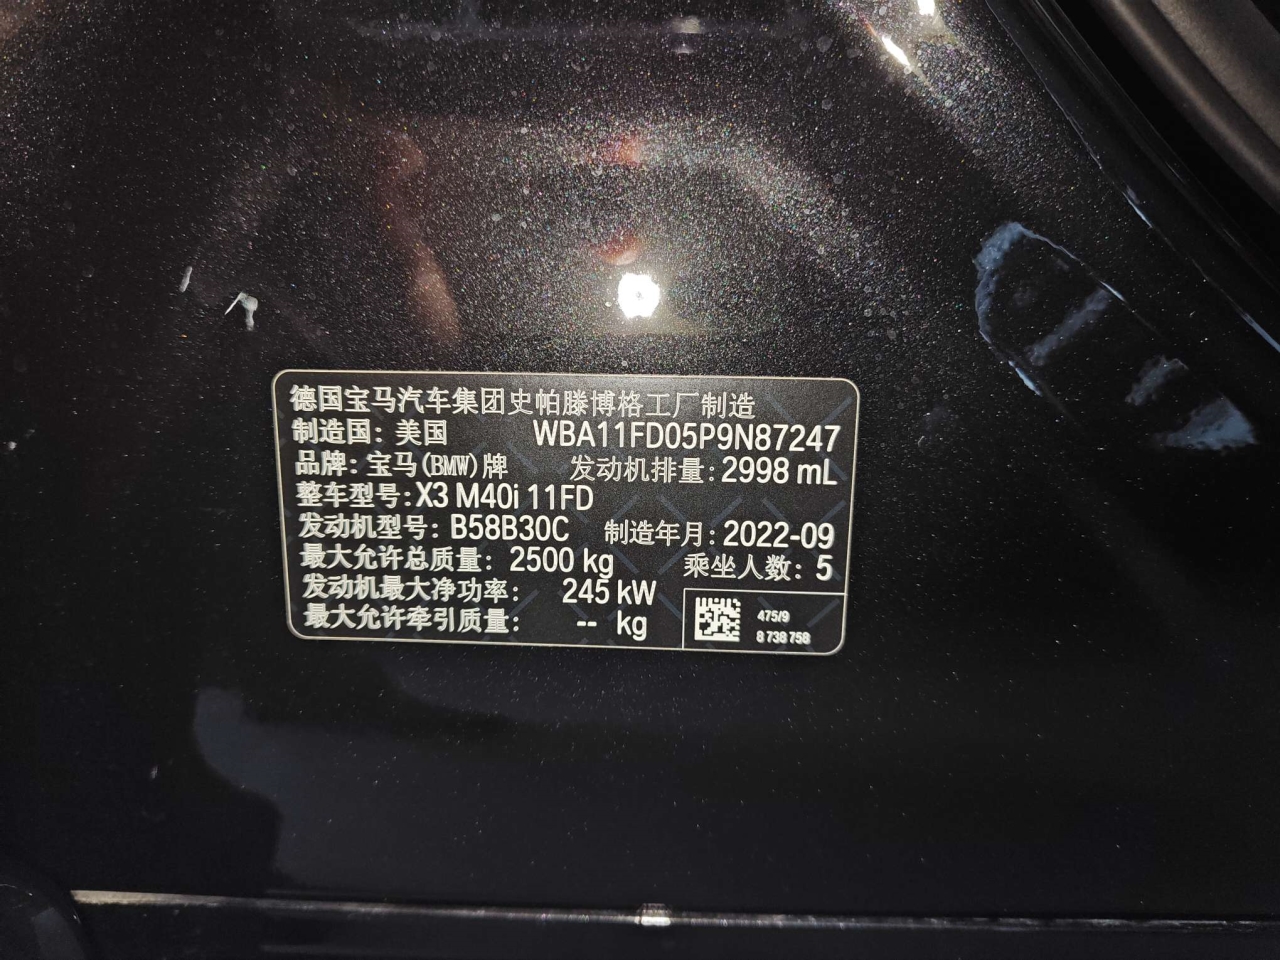 德国宝马汽车集团史帕滕博格工厂制造
制造国: 美国 WBA11FD05P9N87247
品牌: 宝马(BMW)牌 发动机排量: 2998 mL
整车型号: X3 M40i 11FD
发动机型号: B58B30C 制造年月: 2022-09
最大允许总质量: 2500 kg 乘坐人数: 5
发动机最大净功率: 245 kW
最大允许牵引质量: -- kg
475/9
8 738 758